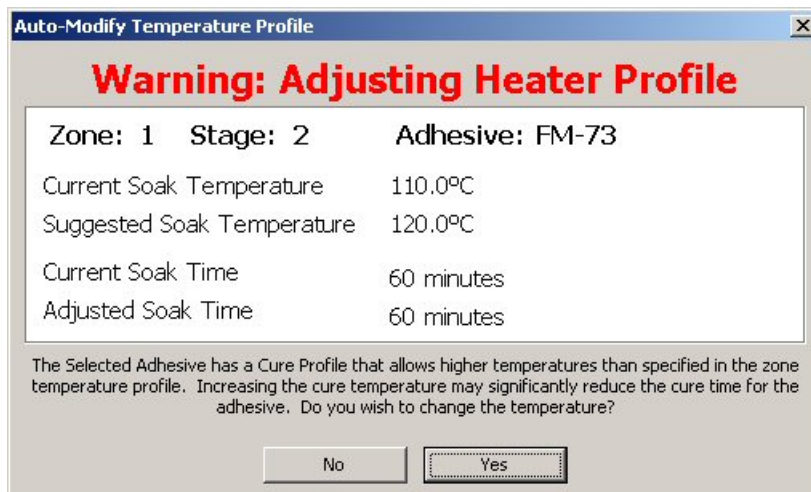 Auto-Modify Temperature Profile
Warning: Adjusting Heater Profile
Zone: 1 Stage: 2 Adhesive: FM-73
Current Soak Temperature 110.0ºC
Suggested Soak Temperature 120.0ºC
Current Soak Time 60 minutes
Adjusted Soak Time 60 minutes
The Selected Adhesive has a Cure Profile that allows higher temperatures than specified in the zone
temperature profile. Increasing the cure temperature may significantly reduce the cure time for the
adhesive. Do you wish to change the temperature?
No Yes